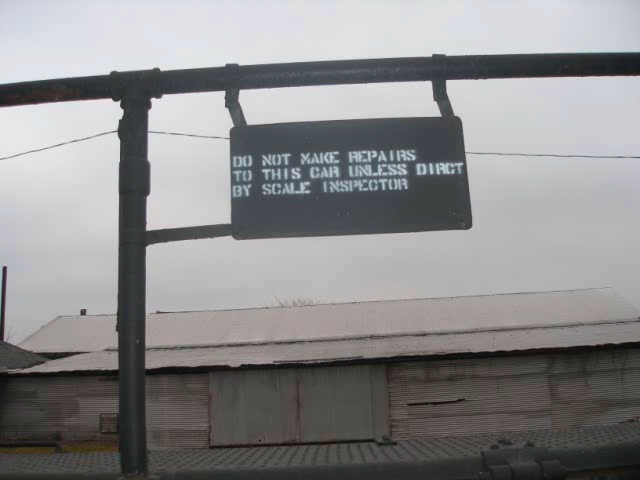 DO NOT MAKE REPAIRS
TO THIS CAR UNLESS DIRCT
BY SCALE INSPECTOR